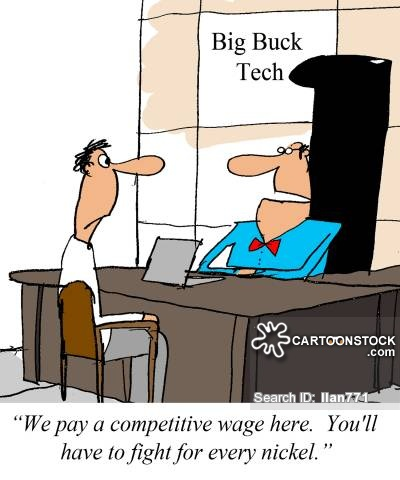 Big Buck
Tech
CARTOONSTOCK
.com
Search ID: llan771
“We pay a competitive wage here.  You'll
have to fight for every nickel.”